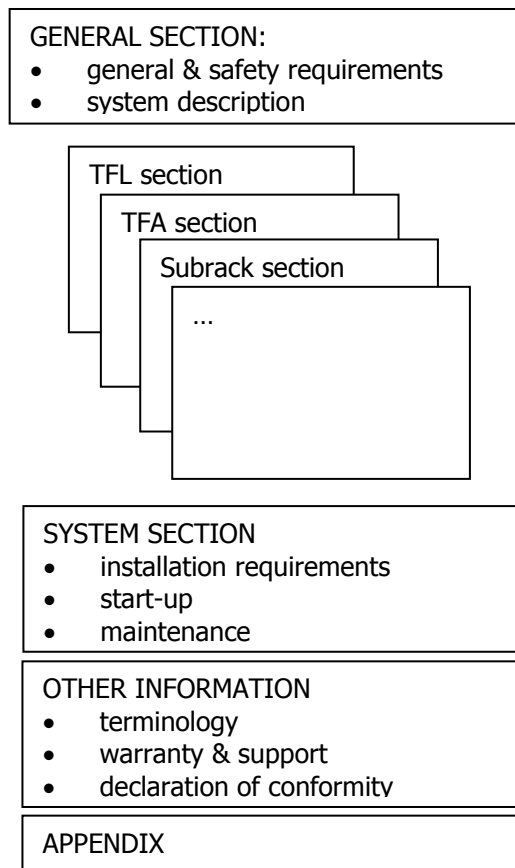 GENERAL SECTION:
• general & safety requirements
• system description
TFL section
TFA section
Subrack section
...
SYSTEM SECTION
• installation requirements
• start-up
• maintenance
OTHER INFORMATION
• terminology
• warranty & support
• declaration of conformity
APPENDIX